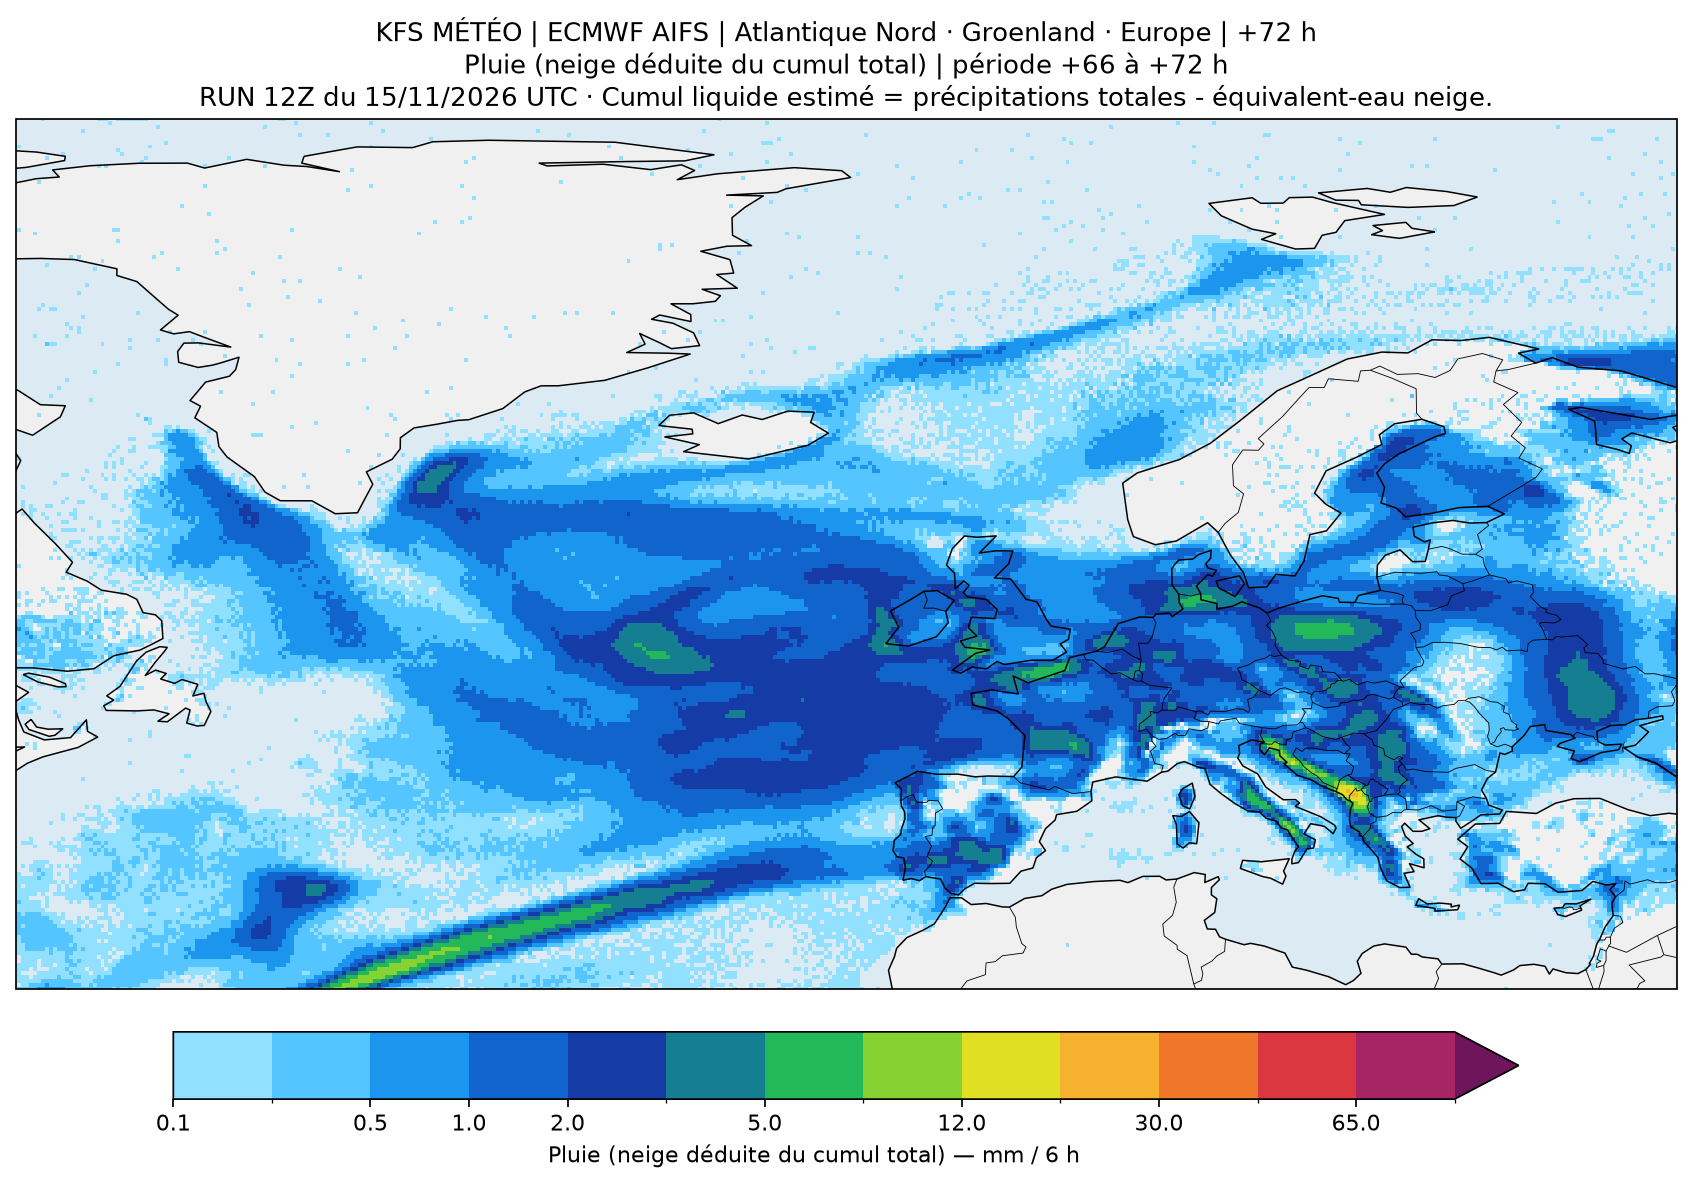 KFS MÉTÉO | ECMWF AIFS | Atlantique Nord · Groenland · Europe | +72 h
Pluie (neige déduite du cumul total) | période +66 à +72 h
RUN 12Z du 15/11/2026 UTC · Cumul liquide estimé = précipitations totales - équivalent-eau neige.
0.1 0.5 1.0 2.0 5.0 12.0 30.0 65.0
Pluie (neige déduite du cumul total) — mm / 6 h